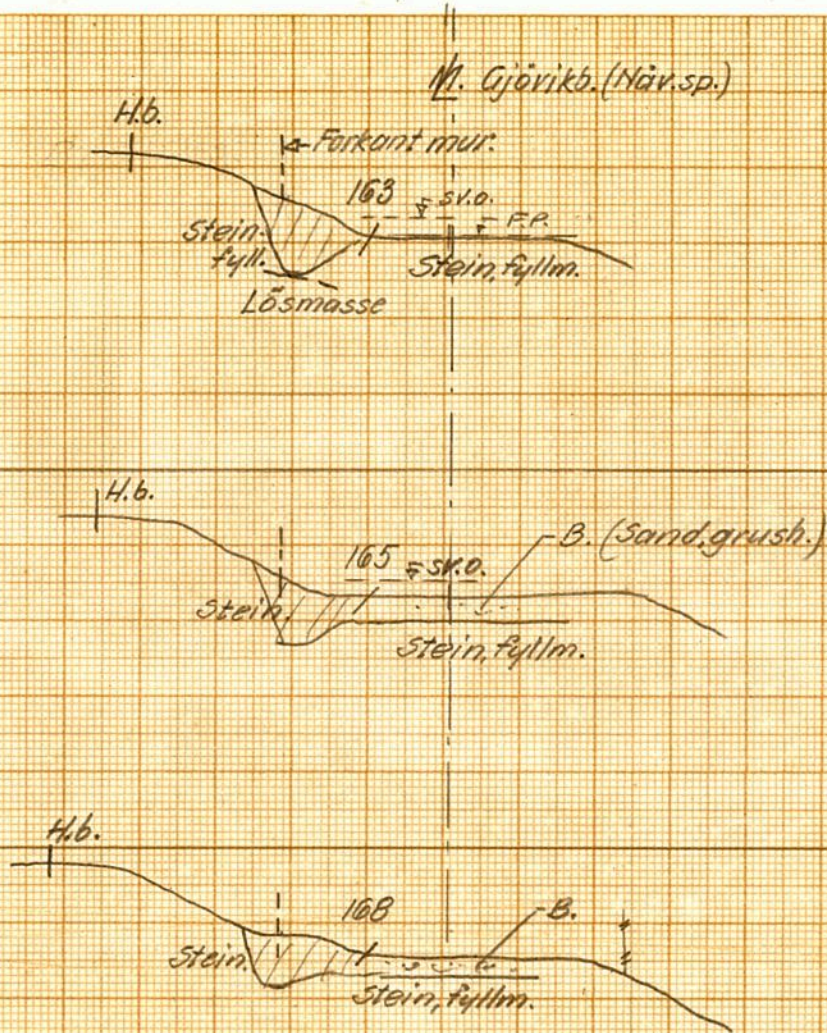 M. Gjövikb. (Nåv.sp.)
H.b.
Forkant mur.
163
sv.o.
F.P.
Stein-
fyll.
Stein, fyllm.
Lösmasse
H.b.
B. (Sand, grush.)
165
sv.o.
Stein.
Stein, fyllm.
H.b.
168
B.
Stein.
Stein, fyllm.